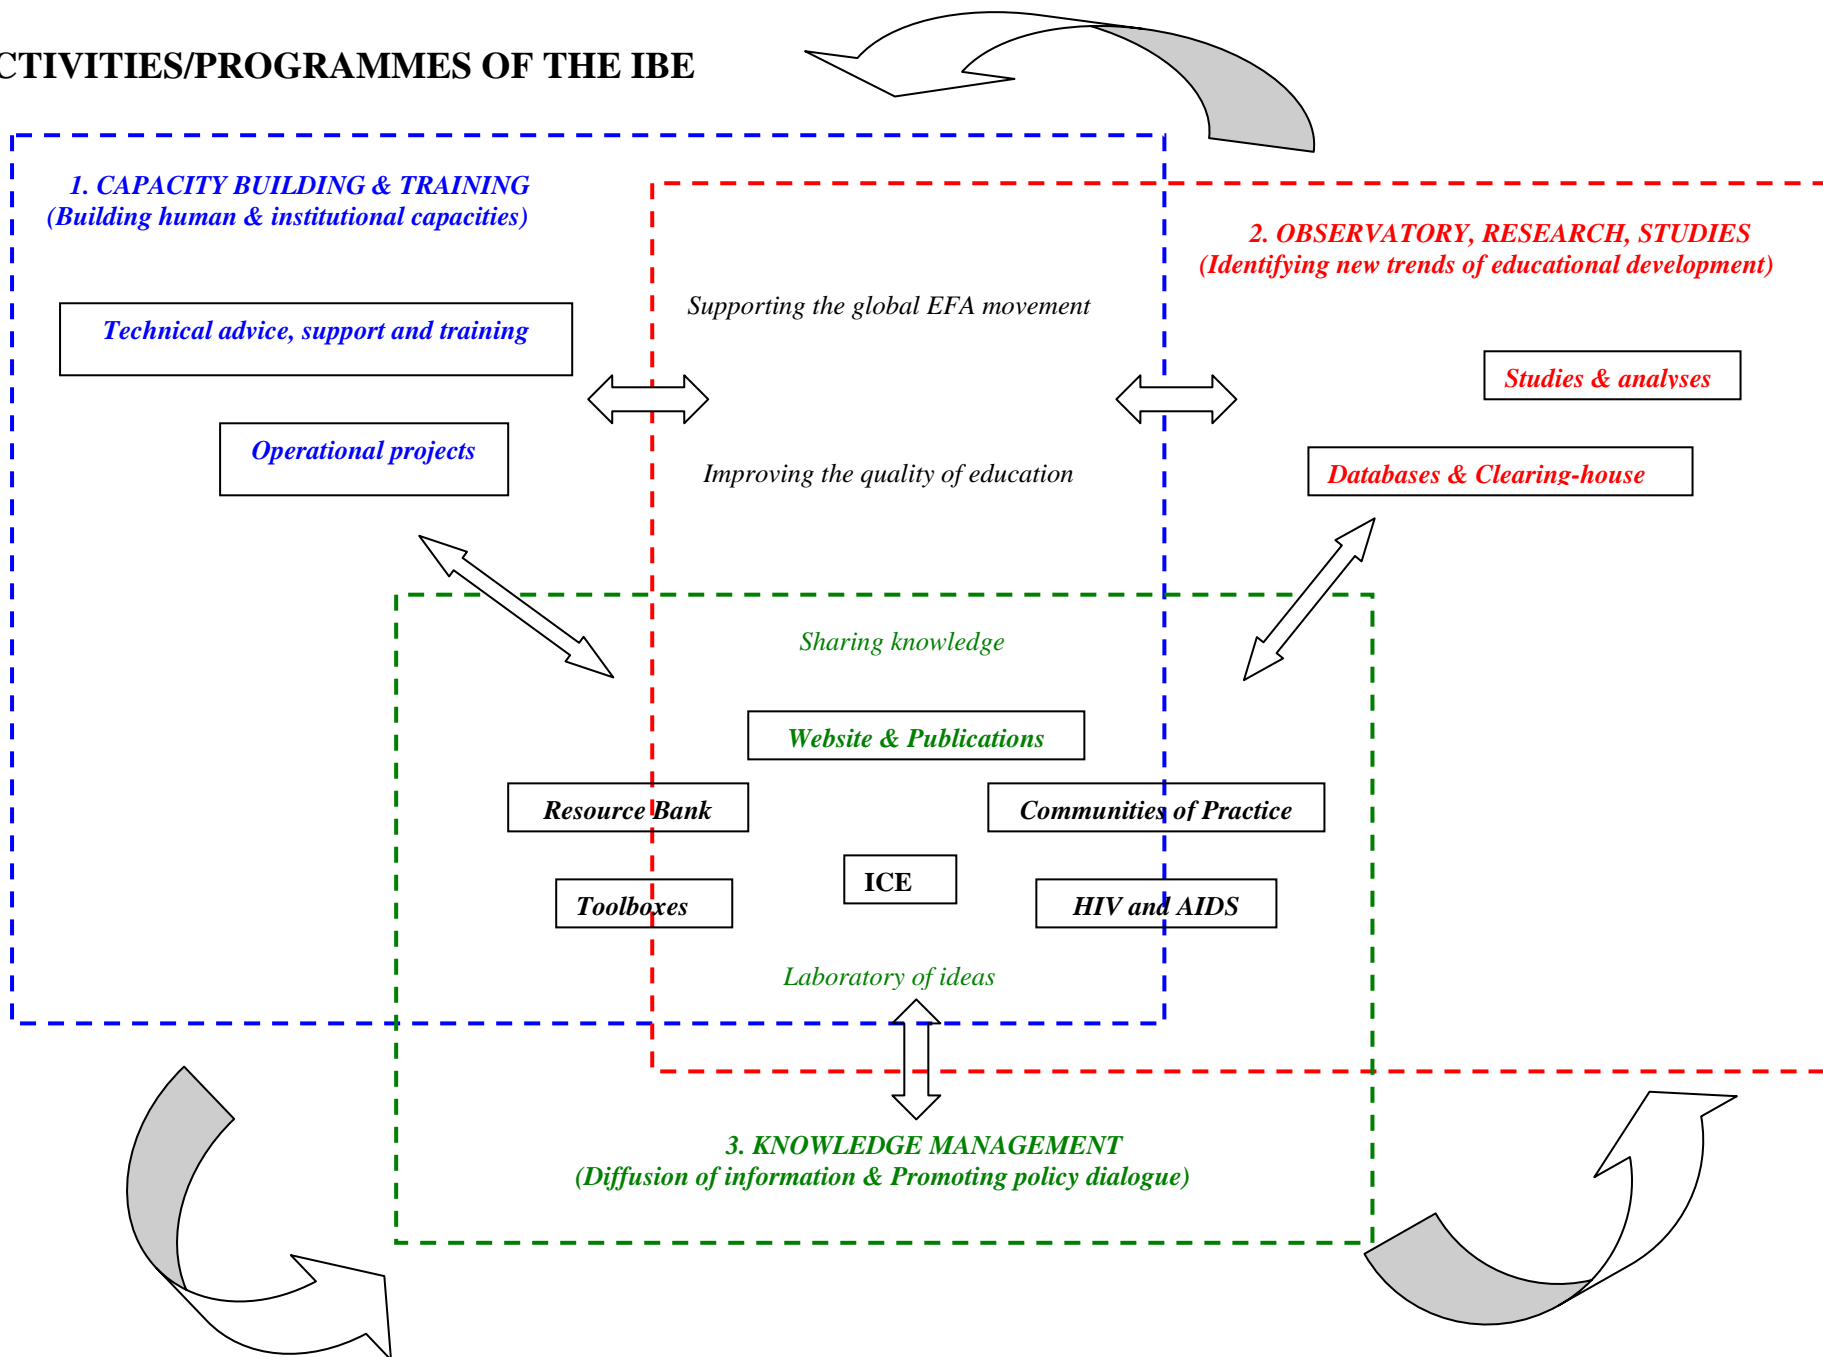 CTIVITIES/PROGRAMMES OF THE IBE
1. CAPACITY BUILDING & TRAINING
(Building human & institutional capacities)
2. OBSERVATORY, RESEARCH, STUDIES
(Identifying new trends of educational development)
Supporting the global EFA movement
Technical advice, support and training
Studies & analyses
Operational projects
Improving the quality of education
Databases & Clearing-house
Sharing knowledge
Website & Publications
Resource Bank
Communities of Practice
ICE
Toolboxes
HIV and AIDS
Laboratory of ideas
3. KNOWLEDGE MANAGEMENT
(Diffusion of information & Promoting policy dialogue)